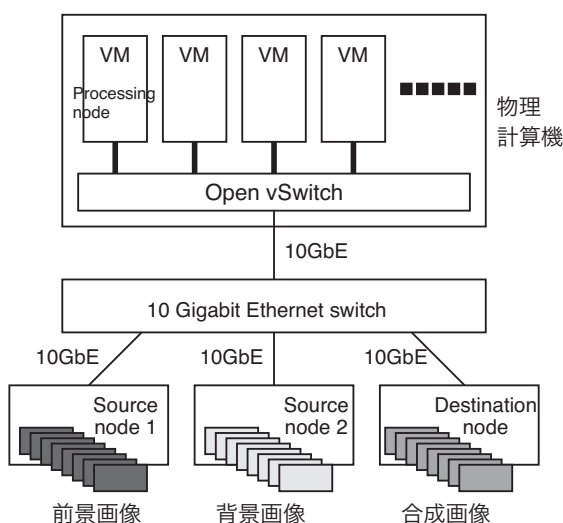 VM
VM
VM
VM
Processing
node
物理
計算機
Open vSwitch
10GbE
10 Gigabit Ethernet switch
10GbE
10GbE
10GbE
Source
node 1
Source
node 2
Destination
node
前景画像
背景画像
合成画像